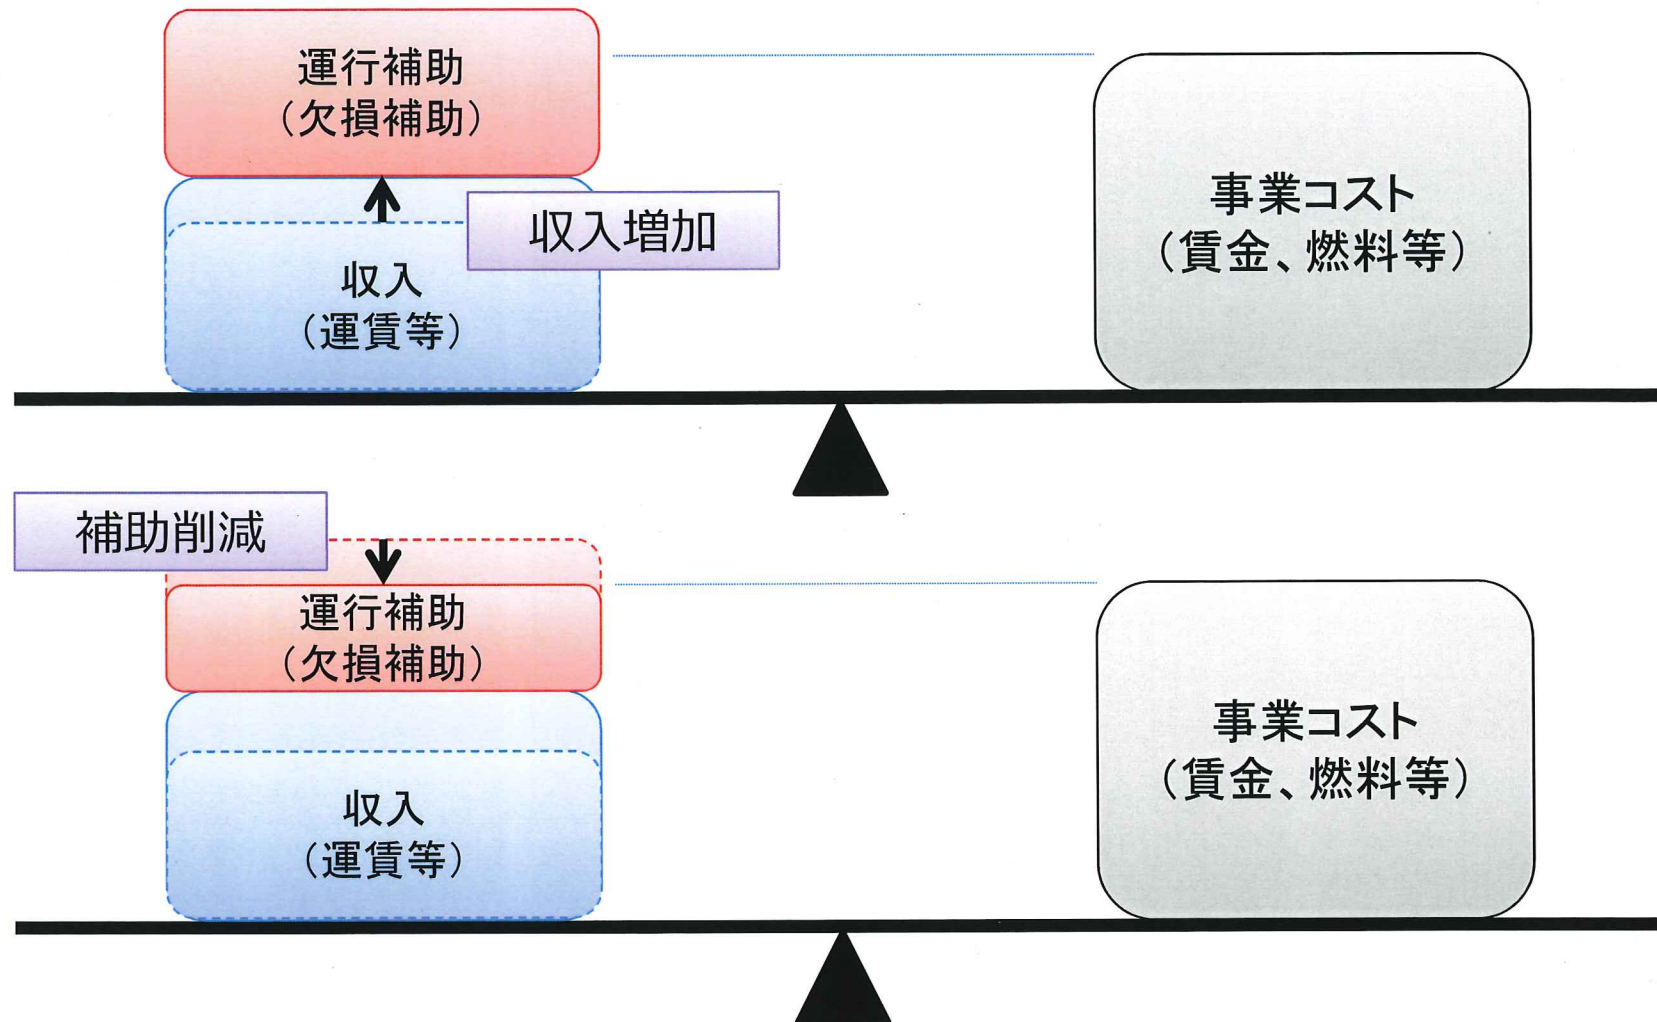 運行補助
（欠損補助）
収入増加
収入
（運賃等）
事業コスト
（賃金、燃料等）
補助削減
運行補助
（欠損補助）
収入
（運賃等）
事業コスト
（賃金、燃料等）